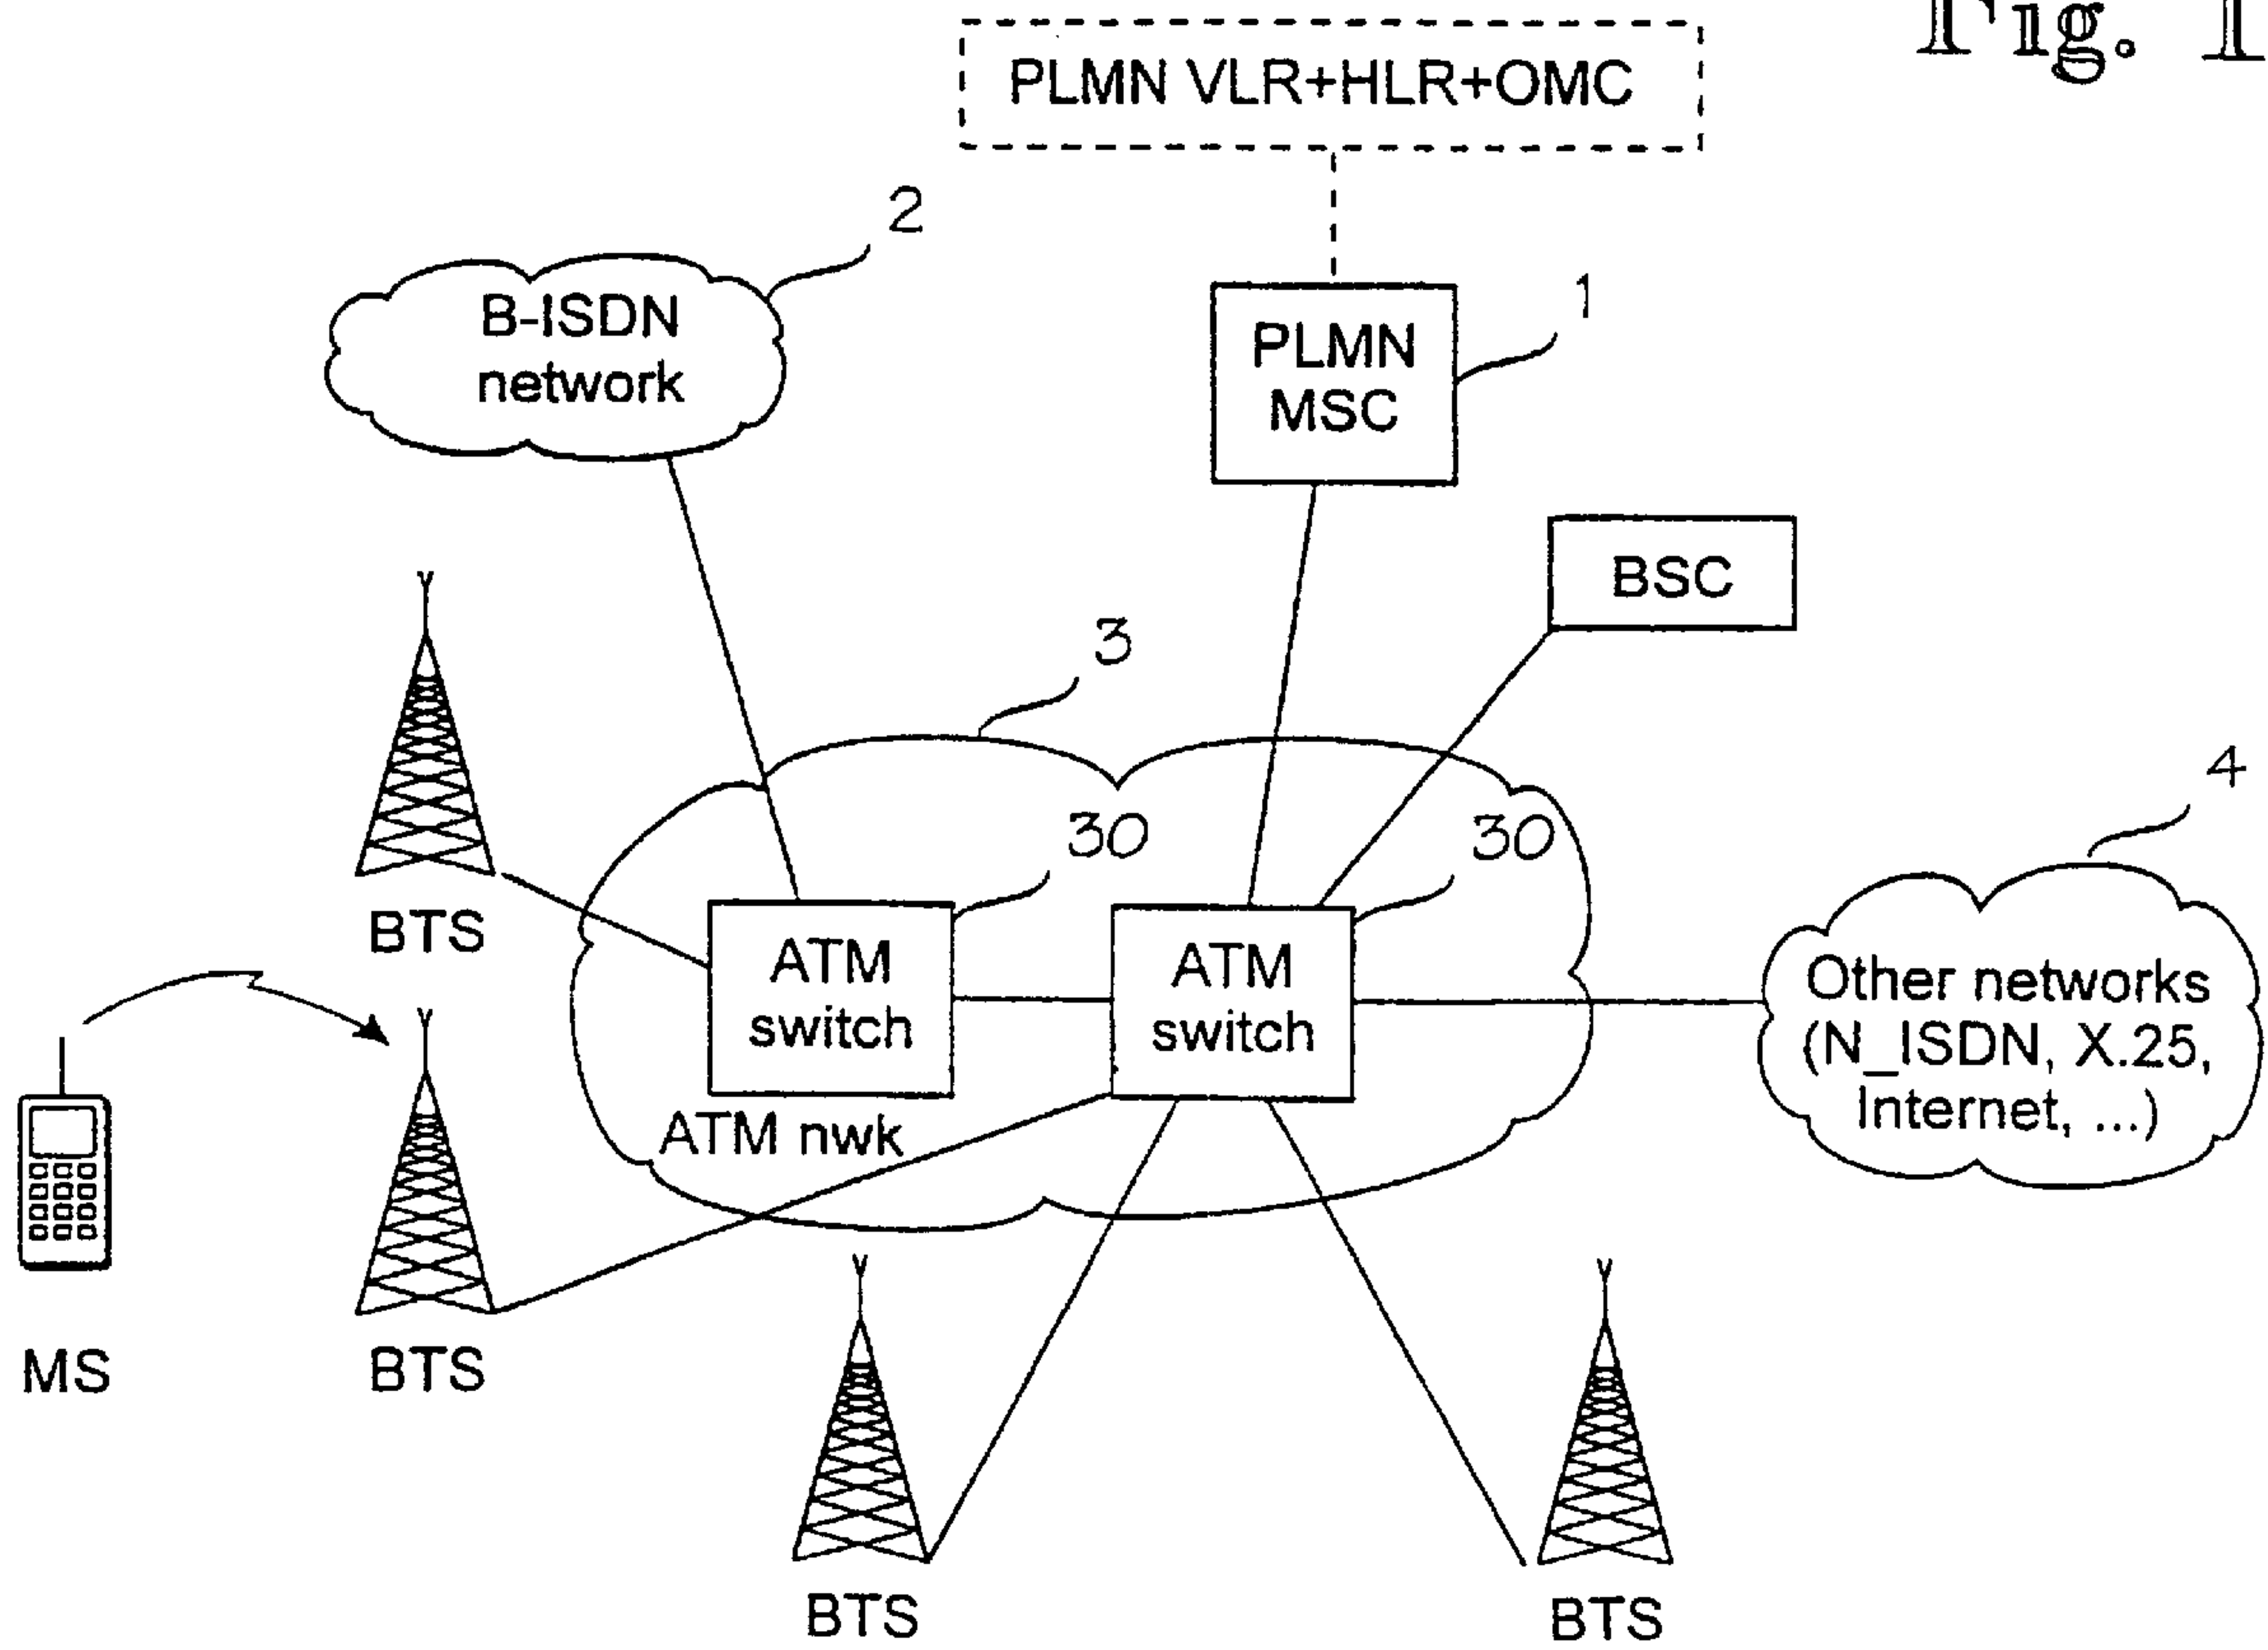 Fig. 1
PLMN VLR+HLR+OMC
2
B-ISDN
network
1
PLMN
MSC
BSC
3
4
30
30
BTS
ATM
switch
ATM
switch
Other networks
(N_ISDN, X.25,
Internet, ...)
ATM nwk
MS
BTS
BTS
BTS